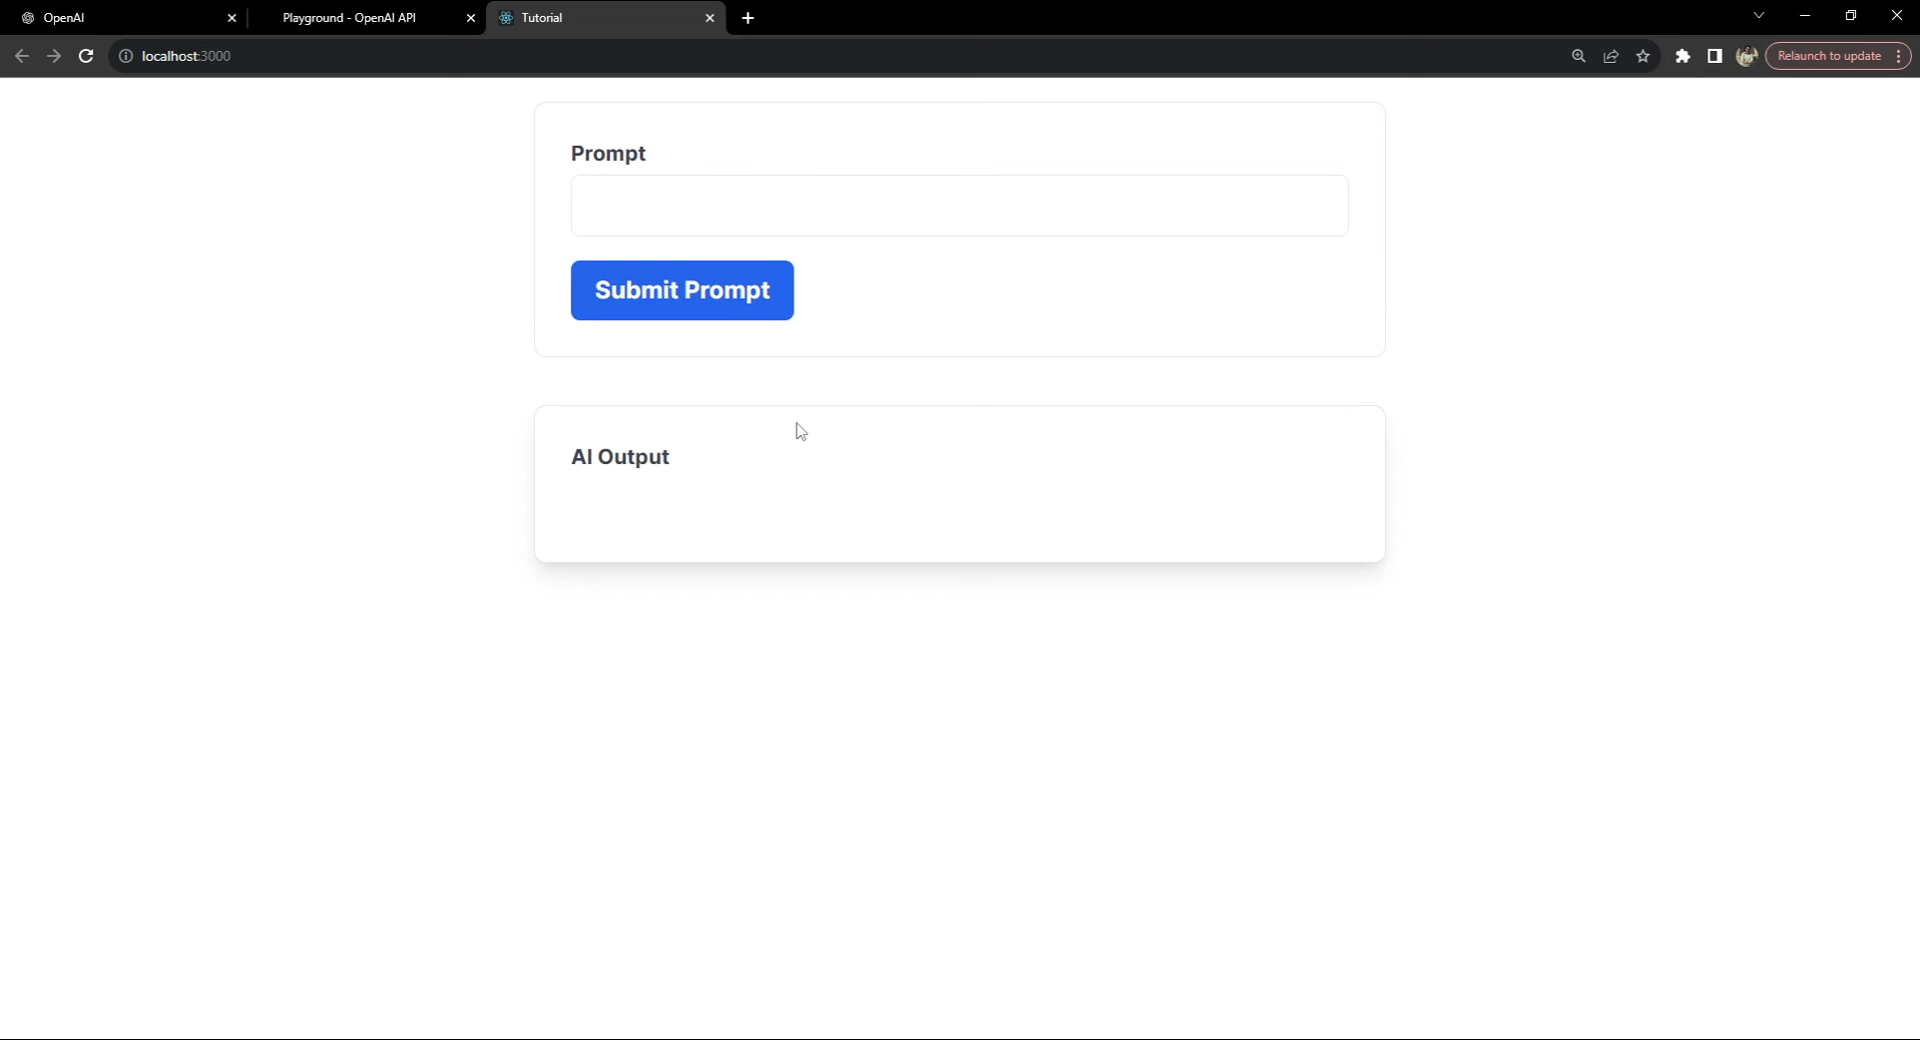 OpenAI
Playground - OpenAI API
Tutorial
localhost:3000
Relaunch to update
Prompt
Submit Prompt
AI Output